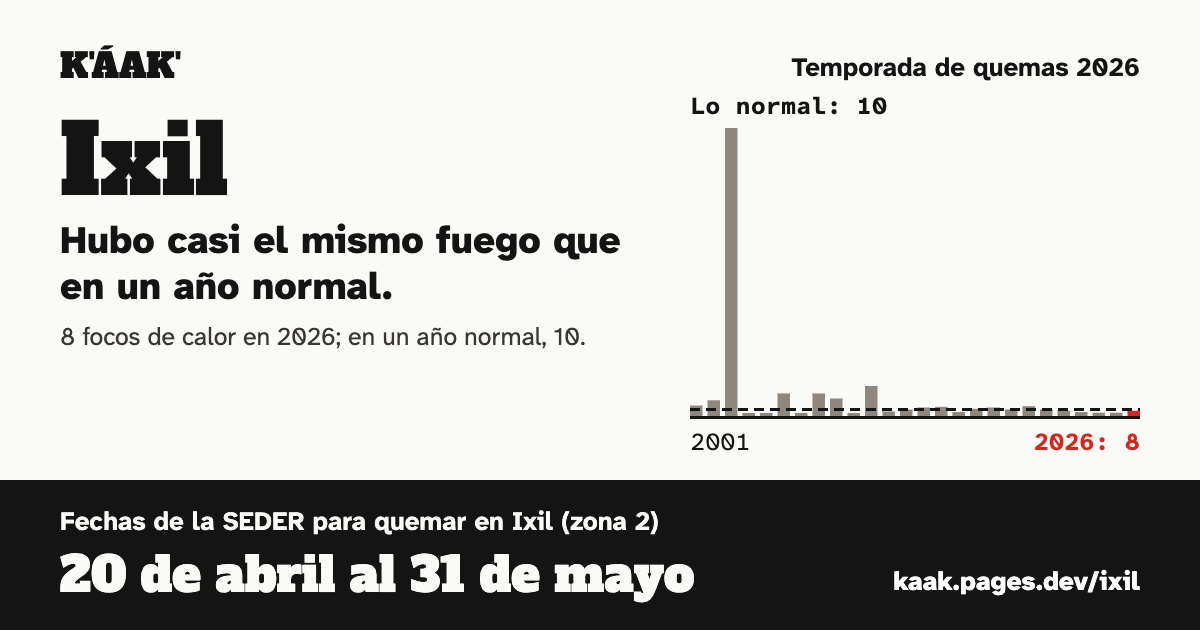 K'ÁAK'
Ixil
Hubo casi el mismo fuego que
en un año normal.
8 focos de calor en 2026; en un año normal, 10.
Temporada de quemas 2026
Lo normal: 10
2001
2026: 8
Fechas de la SEDER para quemar en Ixil (zona 2)
20 de abril al 31 de mayo
kaak.pages.dev/ixil